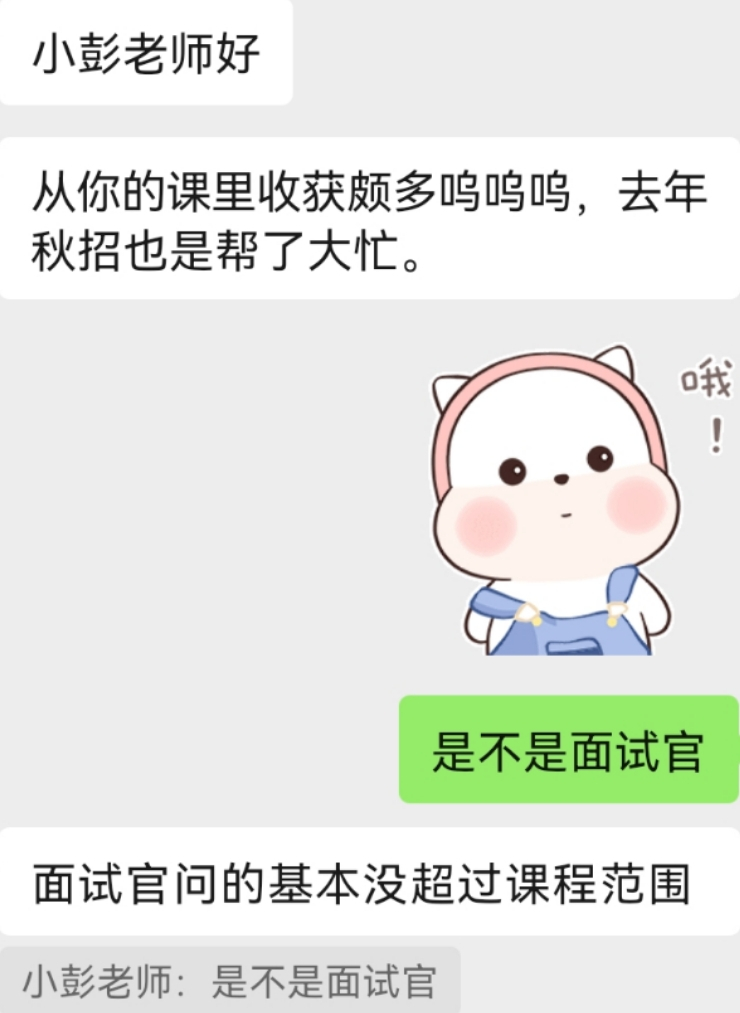 小彭老师好
从你的课里收获颇多呜呜呜，去年
秋招也是帮了大忙。
哦
！
是不是面试官
面试官问的基本没超过课程范围
小彭老师：是不是面试官